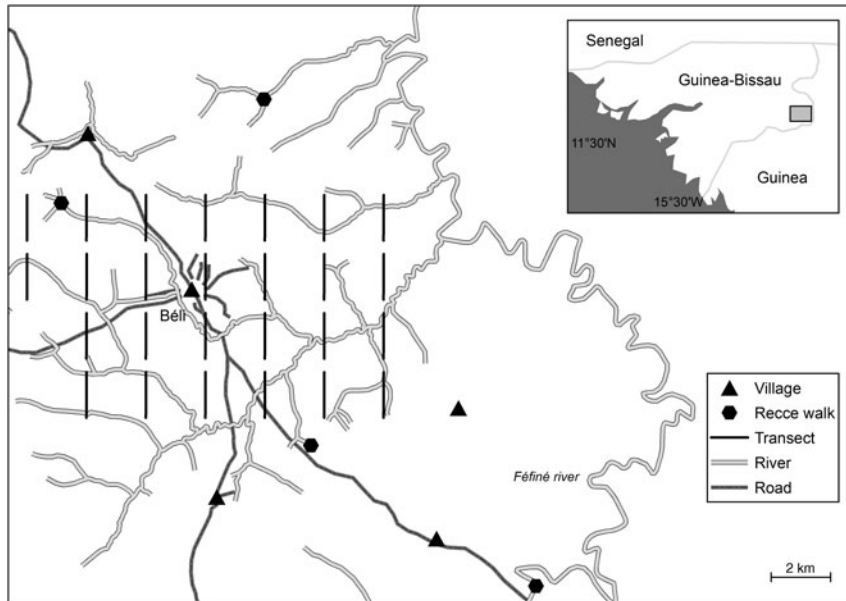 Senegal
Guinea-Bissau
11°30'N
Guinea
15°30'W
Béli
Village
Recce walk
Transect
River
Road
Féfiné river
2 km